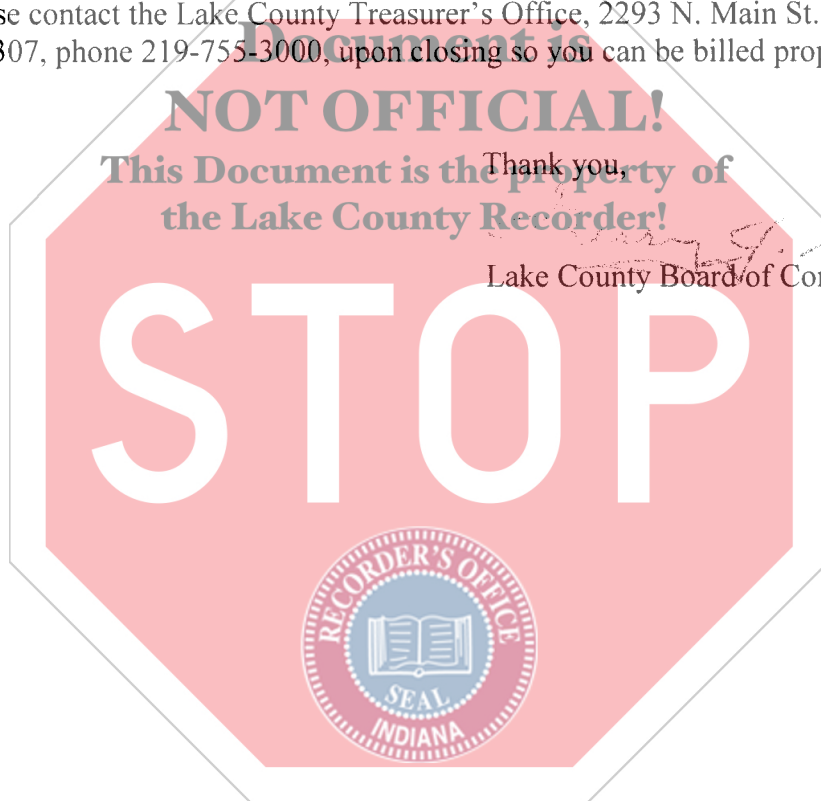 se contact the Lake County Treasurer's Office, 2293 N. Main St.
Document is
307, phone 219-755-3000, upon closing so you can be billed prop
NOT OFFICIAL!
Thank you,
This Document is the property of
the Lake County Recorder!
Lake County Board of Con
STOP
RECORDER'S OFFICE
SEAL
INDIANA